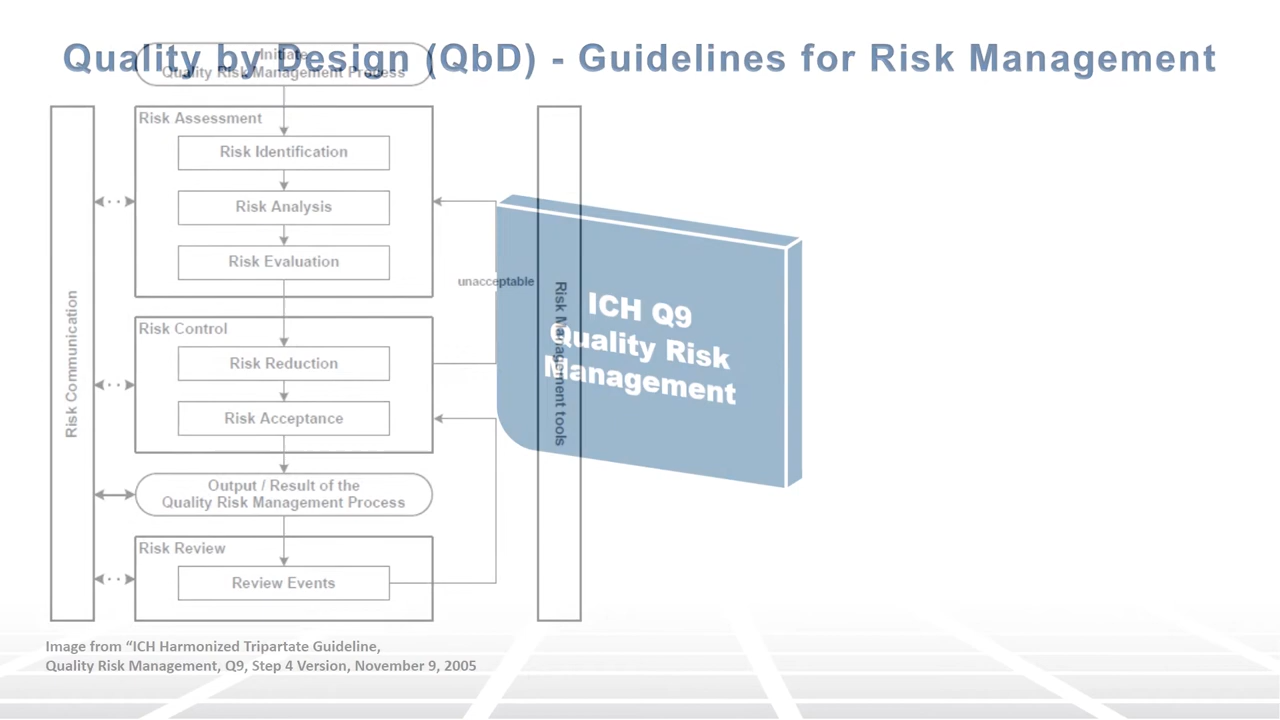 Quality by Design (QbD) - Guidelines for Risk Management
Initiate
Quality Risk Management Process
Risk Assessment
Risk Identification
Risk Analysis
Risk Evaluation
unacceptable
Risk Communication
Risk Management tools
Risk Control
Risk Reduction
Risk Acceptance
ICH Q9
Quality Risk
Management
Output / Result of the
Quality Risk Management Process
Risk Review
Review Events
Image from “ICH Harmonized Tripartate Guideline,
Quality Risk Management, Q9, Step 4 Version, November 9, 2005